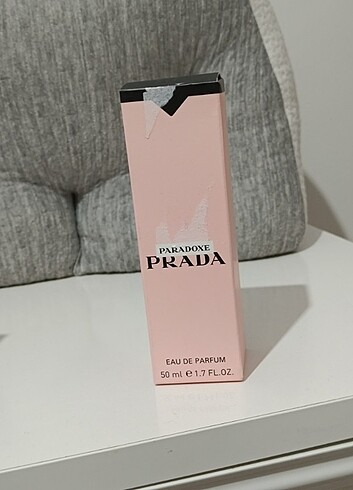 PARADOXE
PRADA
EAU DE PARFUM
50 ml ℮ 1.7 FL.OZ.